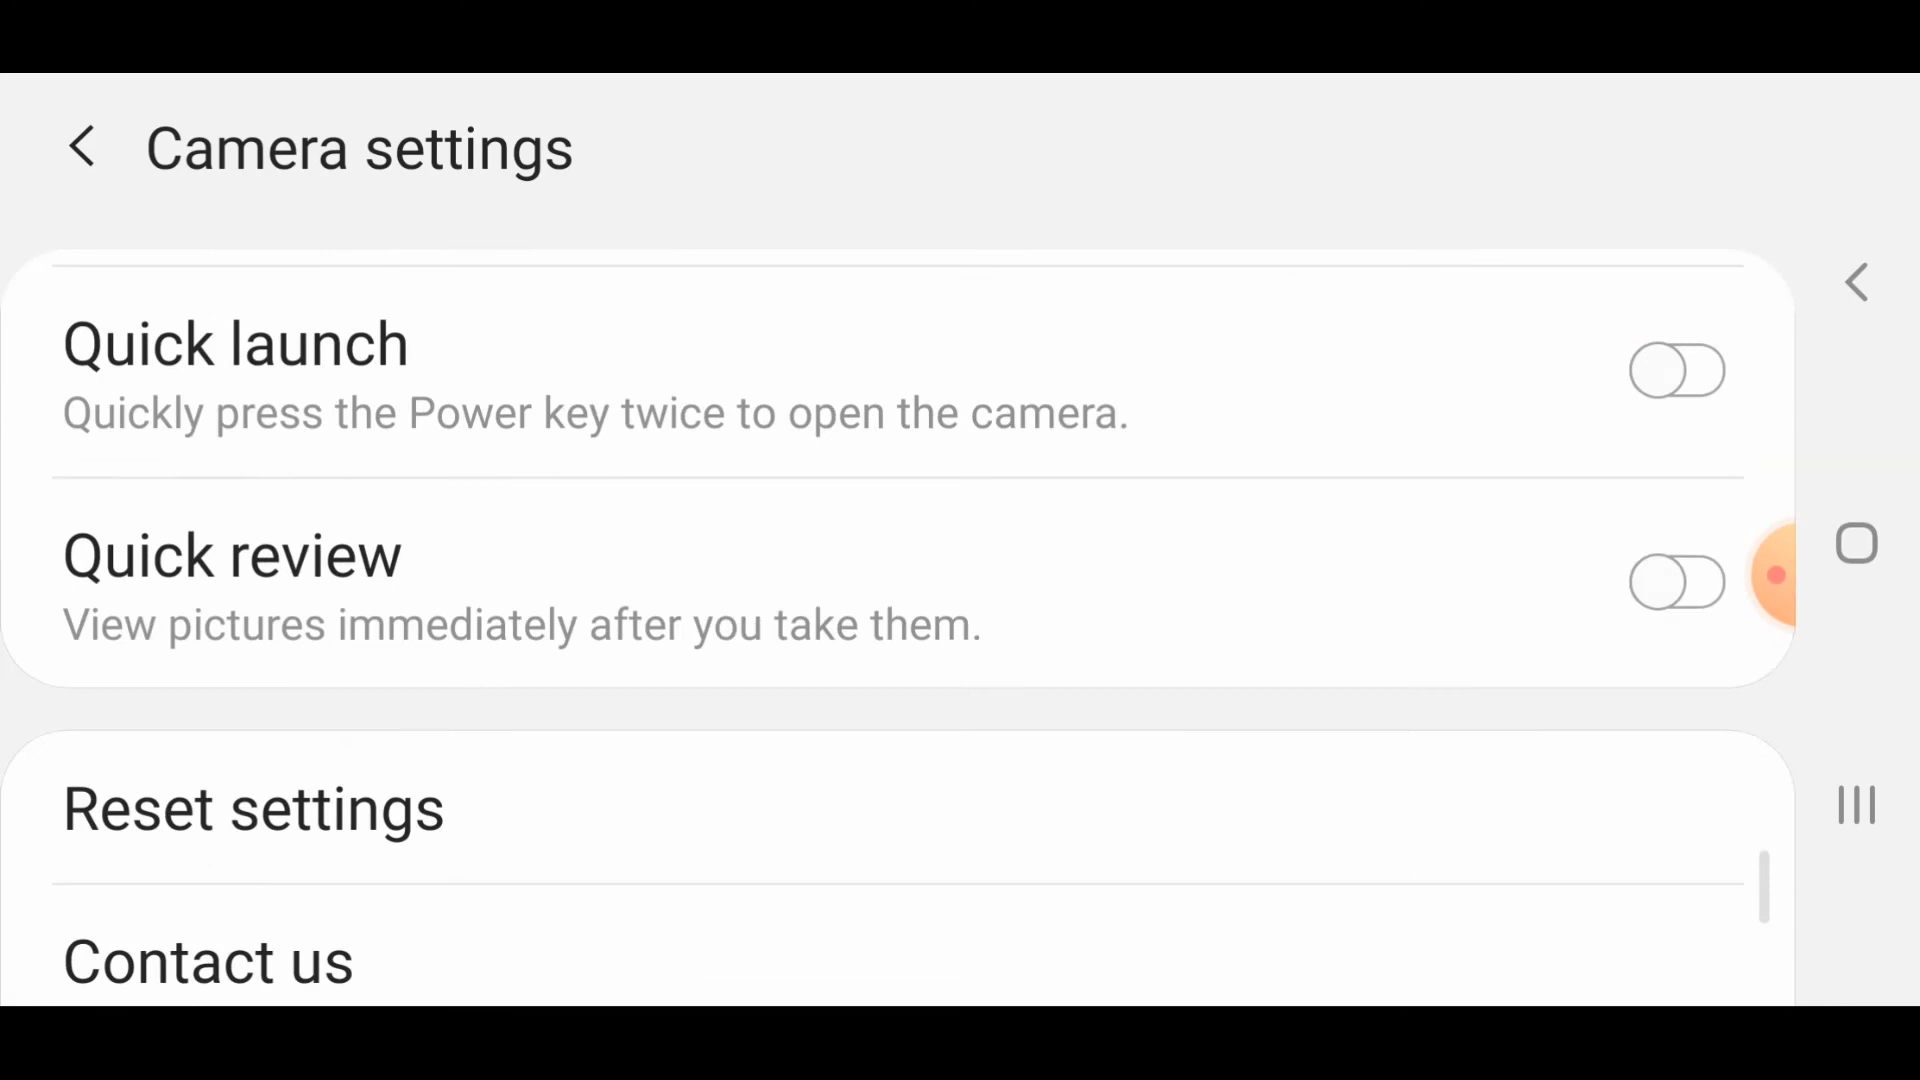 Camera settings
Quick launch
Quickly press the Power key twice to open the camera.
Quick review
View pictures immediately after you take them.
Reset settings
Contact us